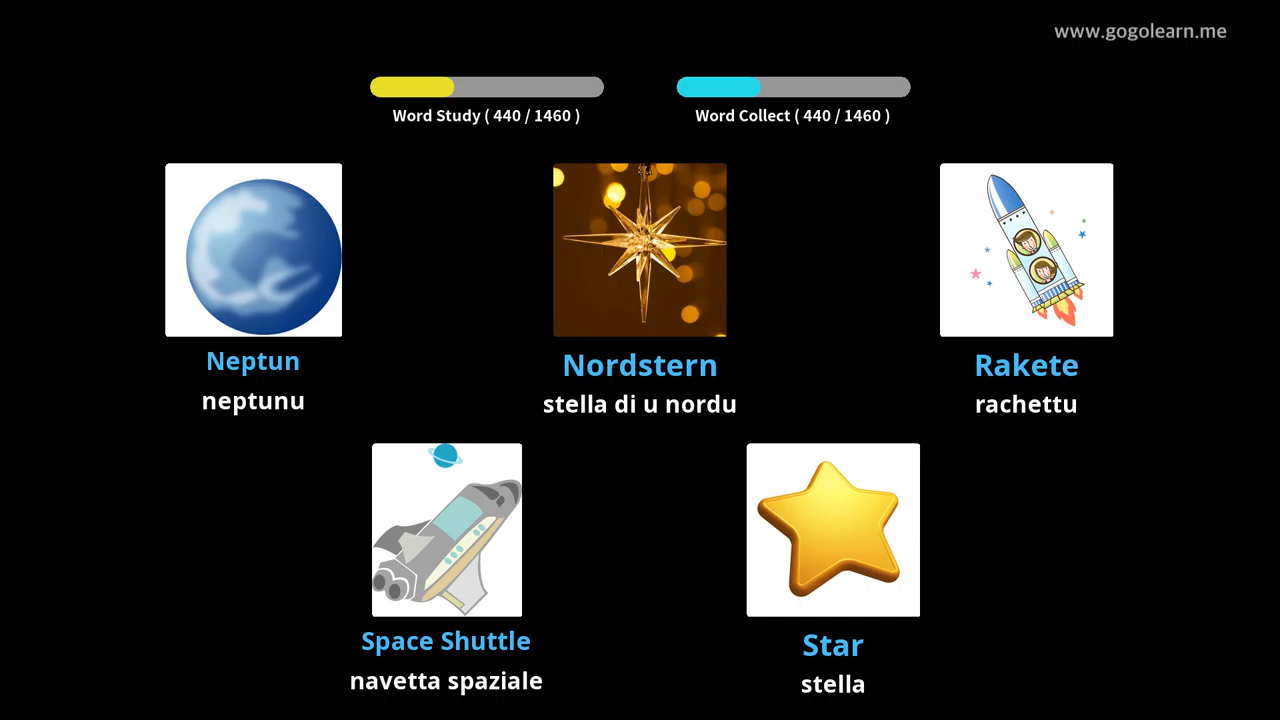 www.gogolearn.me
Word Study ( 440 / 1460 )
Word Collect ( 440 / 1460 )
Neptun
neptunu
Nordstern
stella di u nordu
Rakete
rachettu
Space Shuttle
navetta spaziale
Star
stella